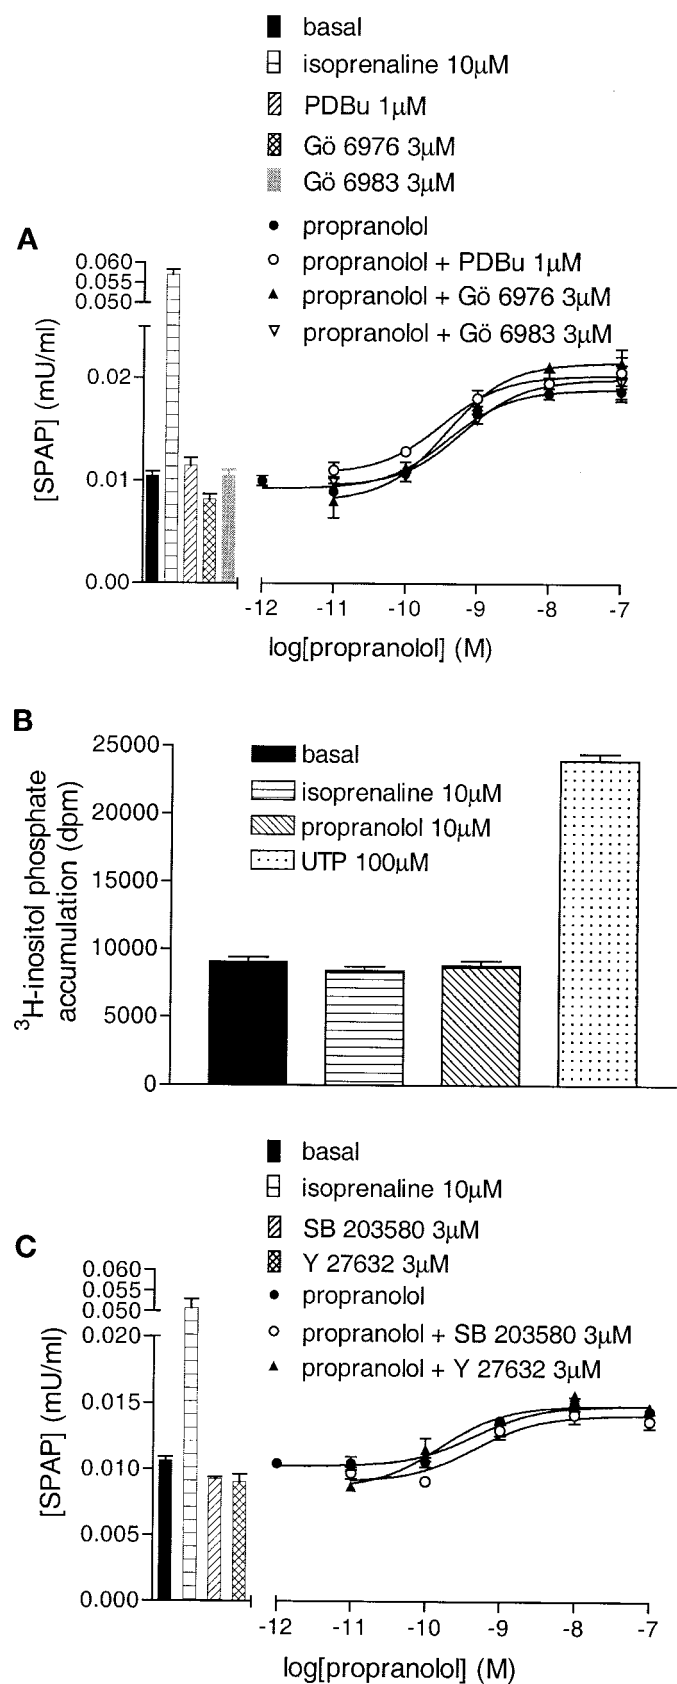 basal
isoprenaline 10μM
PDBu 1μM
Gö 6976 3μM
Gö 6983 3μM
A
propranolol
propranolol + PDBu 1μM
propranolol + Gö 6976 3μM
propranolol + Gö 6983 3μM
0.060
0.055
0.050
0.02
0.01
0.00
[SPAP] (mU/ml)
-12 -11 -10 -9 -8 -7
log[propranolol] (M)
B
25000
20000
15000
10000
5000
0
³H-inositol phosphate
accumulation (dpm)
basal
isoprenaline 10μM
propranolol 10μM
UTP 100μM
basal
isoprenaline 10μM
SB 203580 3μM
Y 27632 3μM
C
propranolol
propranolol + SB 203580 3μM
propranolol + Y 27632 3μM
0.060
0.055
0.050
0.020
0.015
0.010
0.005
0.000
[SPAP] (mU/ml)
-12 -11 -10 -9 -8 -7
log[propranolol] (M)